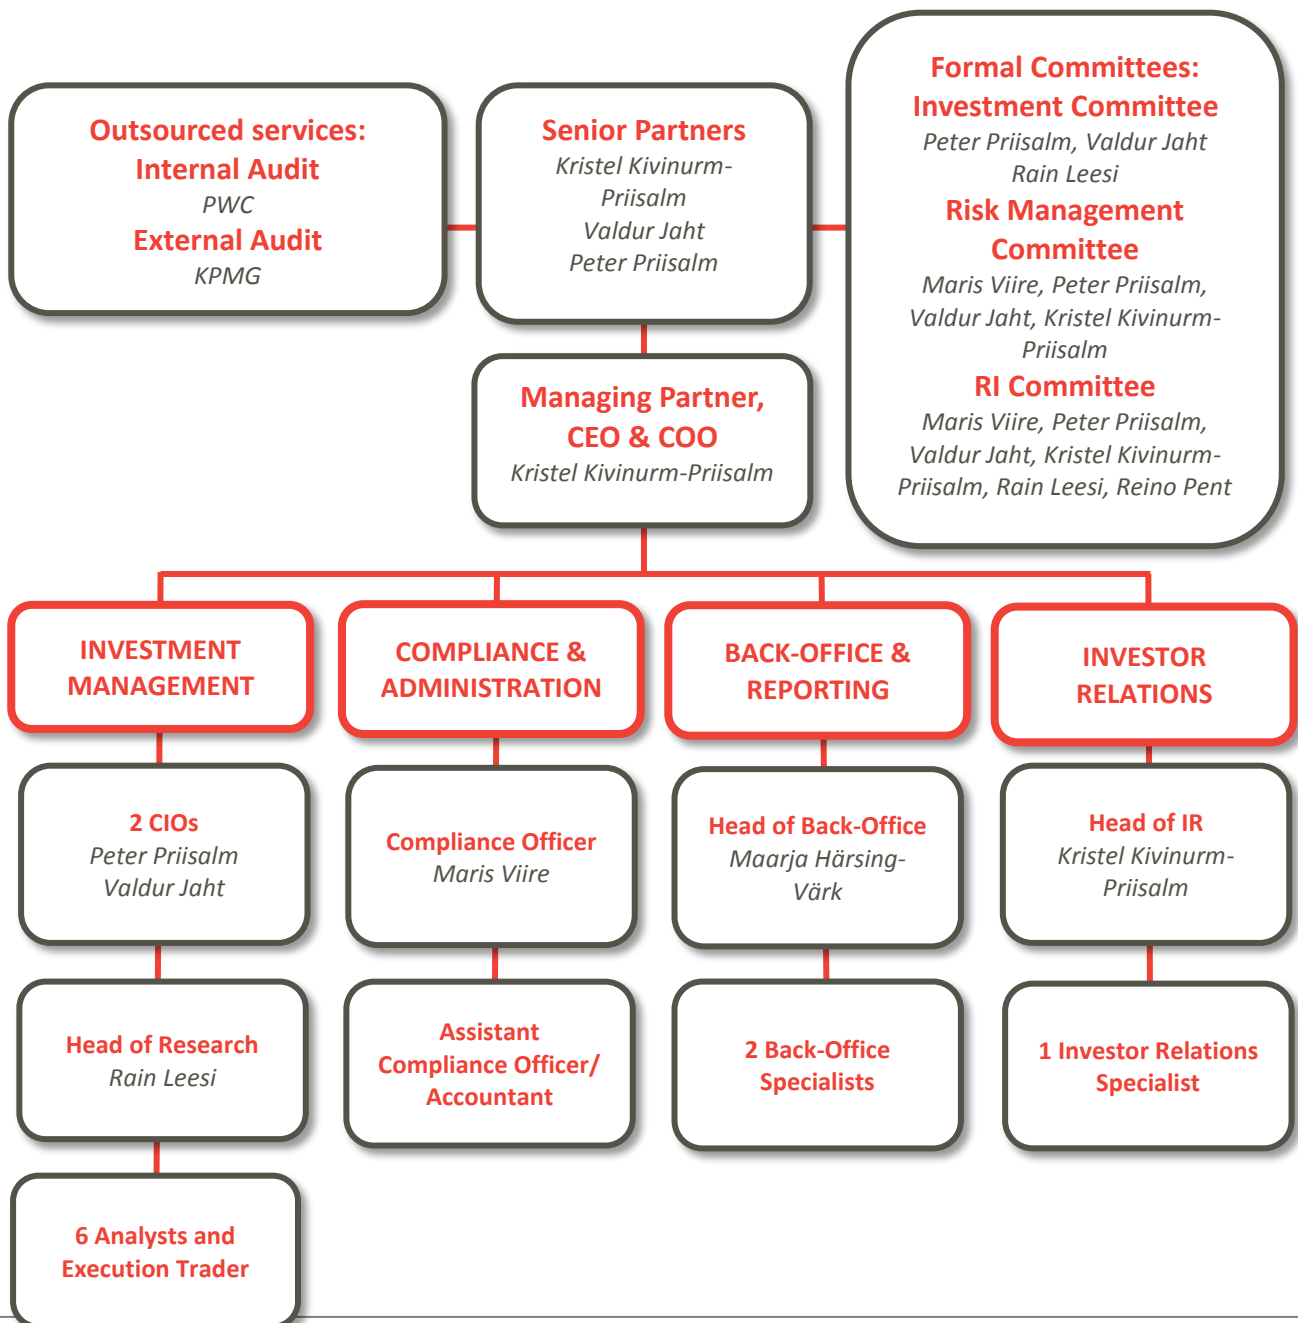 Outsourced services:
Internal Audit
PWC
External Audit
KPMG
Senior Partners
Kristel Kivinurm-
Priisalm
Valdur Jaht
Peter Priisalm
Formal Committees:
Investment Committee
Peter Priisalm, Valdur Jaht
Rain Leesi
Risk Management
Committee
Maris Viire, Peter Priisalm,
Valdur Jaht, Kristel Kivinurm-
Priisalm
RI Committee
Maris Viire, Peter Priisalm,
Valdur Jaht, Kristel Kivinurm-
Priisalm, Rain Leesi, Reino Pent
Managing Partner,
CEO & COO
Kristel Kivinurm-Priisalm
INVESTMENT
MANAGEMENT
COMPLIANCE &
ADMINISTRATION
BACK-OFFICE &
REPORTING
INVESTOR
RELATIONS
2 CIOs
Peter Priisalm
Valdur Jaht
Compliance Officer
Maris Viire
Head of Back-Office
Maarja Härsing-
Värk
Head of IR
Kristel Kivinurm-
Priisalm
Head of Research
Rain Leesi
Assistant
Compliance Officer/
Accountant
2 Back-Office
Specialists
1 Investor Relations
Specialist
6 Analysts and
Execution Trader